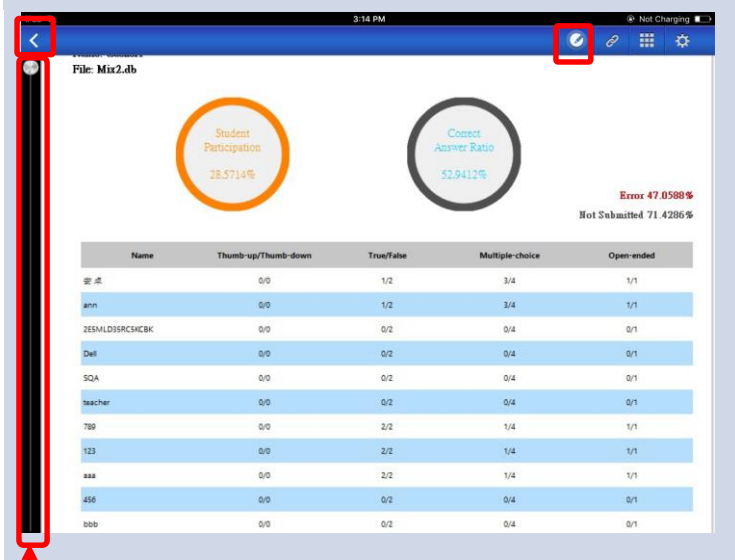 3:14 PM
Not Charging
File: Mix2.db
Student
Participation
28.5714%
Correct
Answer Ratio
52.9412%
Error 47.0588%
Not Submitted 71.4286%
Name Thumb-up/Thumb-down True/False Multiple-choice Open-ended
0/0 1/2 3/4 1/1
ann 0/0 1/2 3/4 1/1
2E5MLD35RC5KCBK 0/0 0/2 0/4 0/1
Dell 0/0 0/2 0/4 0/1
SQA 0/0 0/2 0/4 0/1
teacher 0/0 0/2 0/4 0/1
789 0/0 2/2 1/4 1/1
123 0/0 2/2 1/4 1/1
aaa 0/0 2/2 1/4 1/1
456 0/0 0/2 0/4 0/1
bbb 0/0 0/2 0/4 0/1